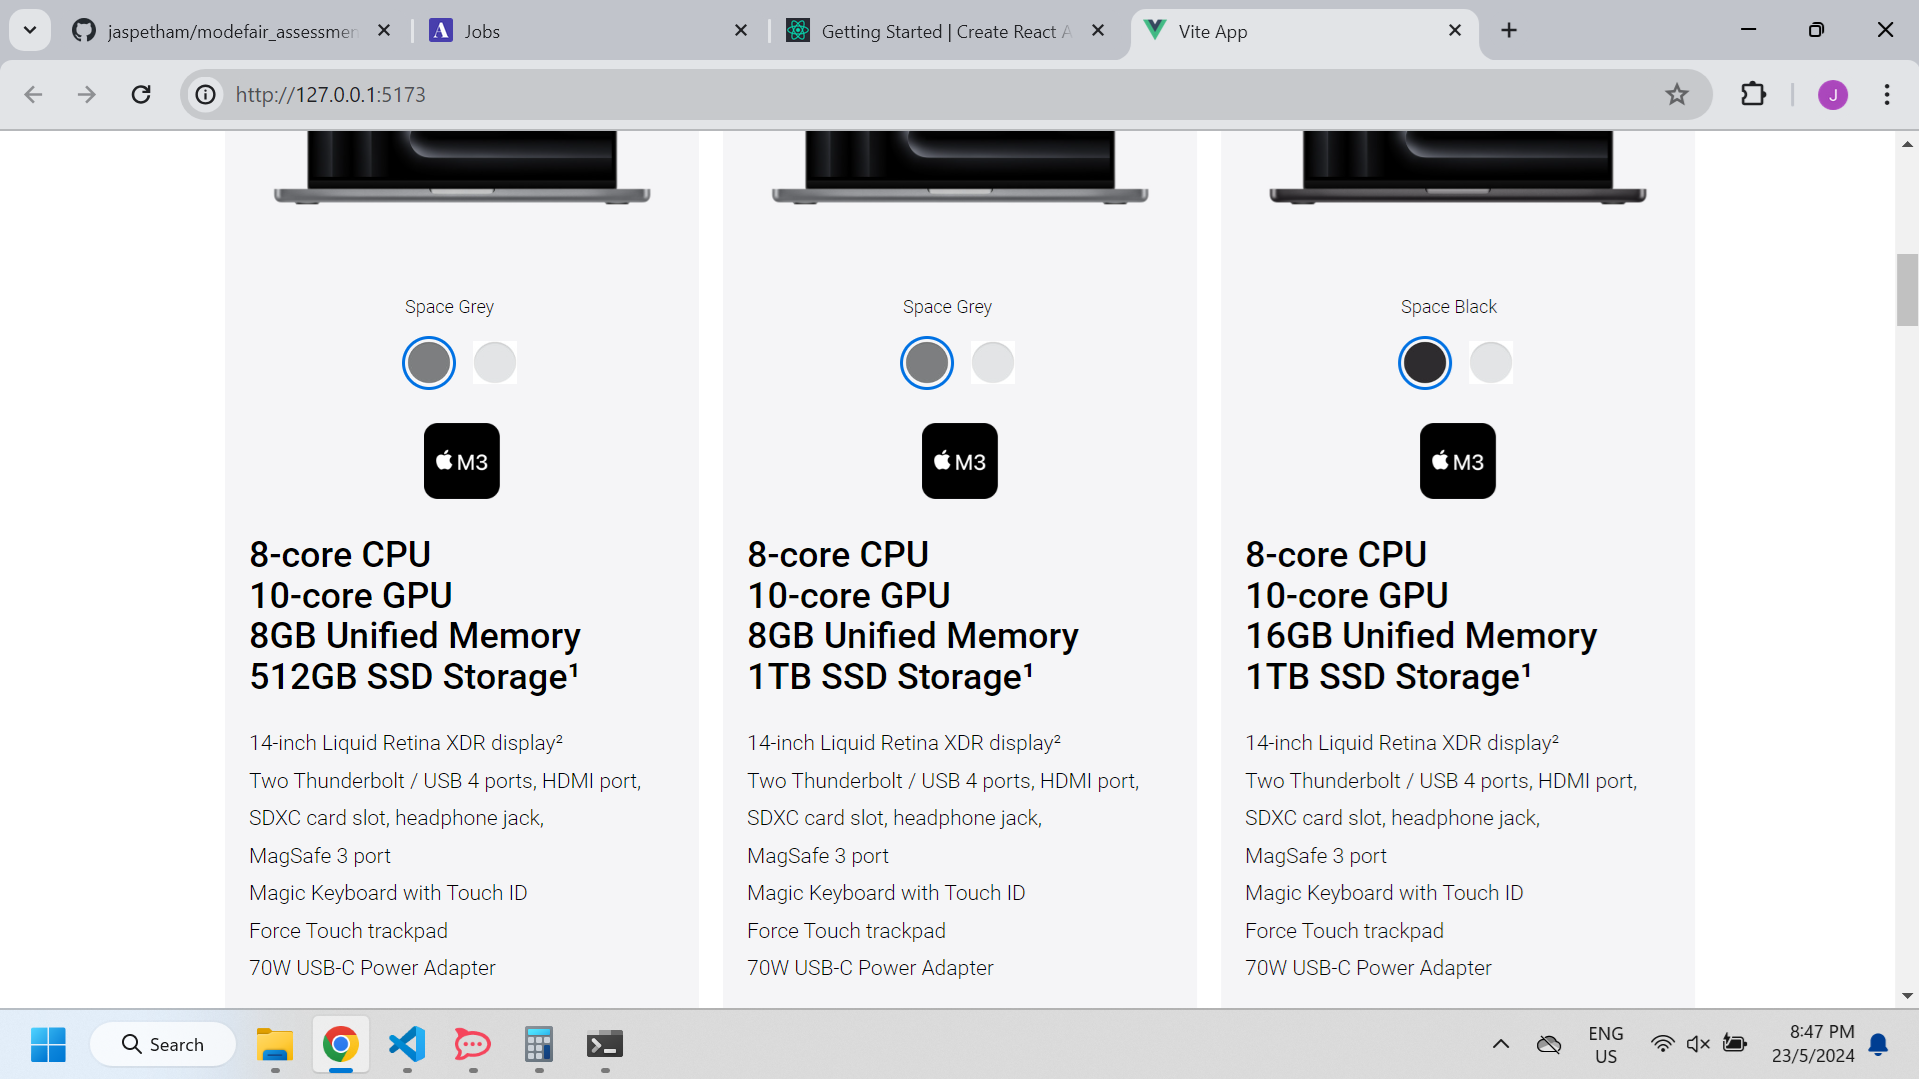 jaspetham/modefair_assessmen
Jobs
Getting Started | Create React A
Vite App
http://127.0.0.1:5173
J
Space Grey
M3
8-core CPU
10-core GPU
8GB Unified Memory
512GB SSD Storage¹
14-inch Liquid Retina XDR display²
Two Thunderbolt / USB 4 ports, HDMI port,
SDXC card slot, headphone jack,
MagSafe 3 port
Magic Keyboard with Touch ID
Force Touch trackpad
70W USB-C Power Adapter
Space Grey
M3
8-core CPU
10-core GPU
8GB Unified Memory
1TB SSD Storage¹
14-inch Liquid Retina XDR display²
Two Thunderbolt / USB 4 ports, HDMI port,
SDXC card slot, headphone jack,
MagSafe 3 port
Magic Keyboard with Touch ID
Force Touch trackpad
70W USB-C Power Adapter
Space Black
M3
8-core CPU
10-core GPU
16GB Unified Memory
1TB SSD Storage¹
14-inch Liquid Retina XDR display²
Two Thunderbolt / USB 4 ports, HDMI port,
SDXC card slot, headphone jack,
MagSafe 3 port
Magic Keyboard with Touch ID
Force Touch trackpad
70W USB-C Power Adapter
Search
ENG
US
8:47 PM
23/5/2024